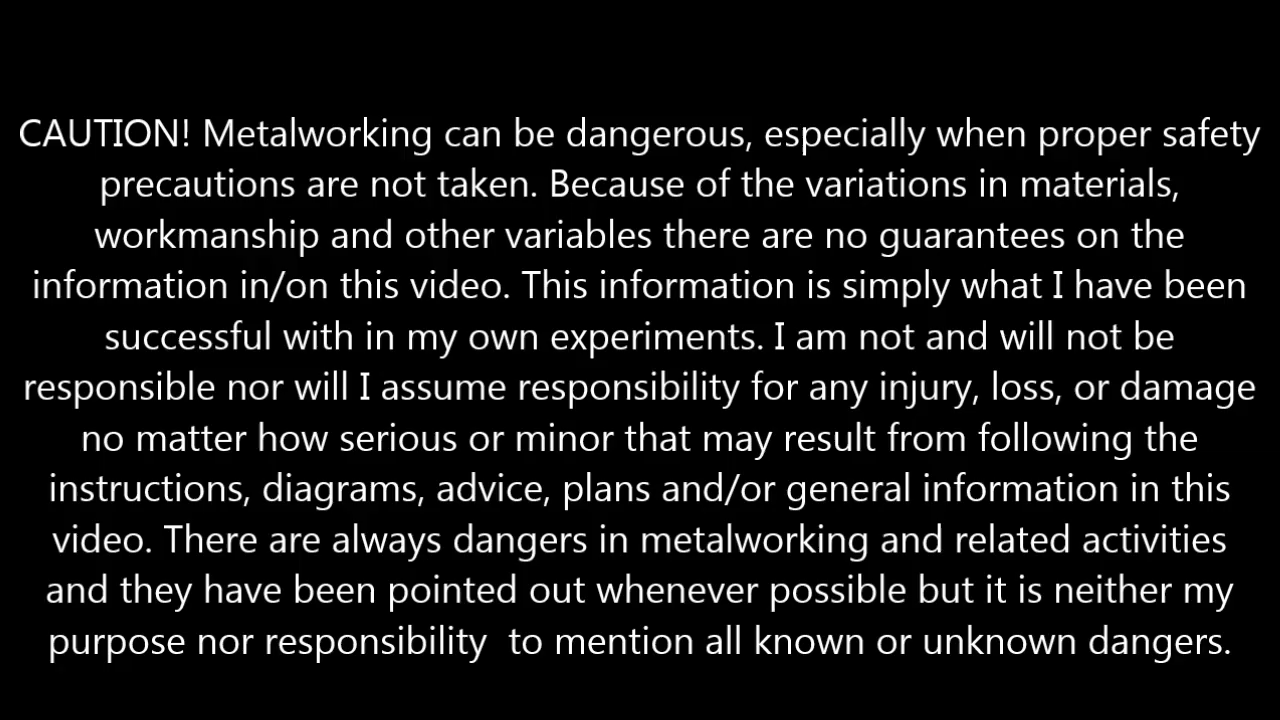 CAUTION! Metalworking can be dangerous, especially when proper safety
precautions are not taken. Because of the variations in materials,
workmanship and other variables there are no guarantees on the
information in/on this video. This information is simply what I have been
successful with in my own experiments. I am not and will not be
responsible nor will I assume responsibility for any injury, loss, or damage
no matter how serious or minor that may result from following the
instructions, diagrams, advice, plans and/or general information in this
video. There are always dangers in metalworking and related activities
and they have been pointed out whenever possible but it is neither my
purpose nor responsibility  to mention all known or unknown dangers.